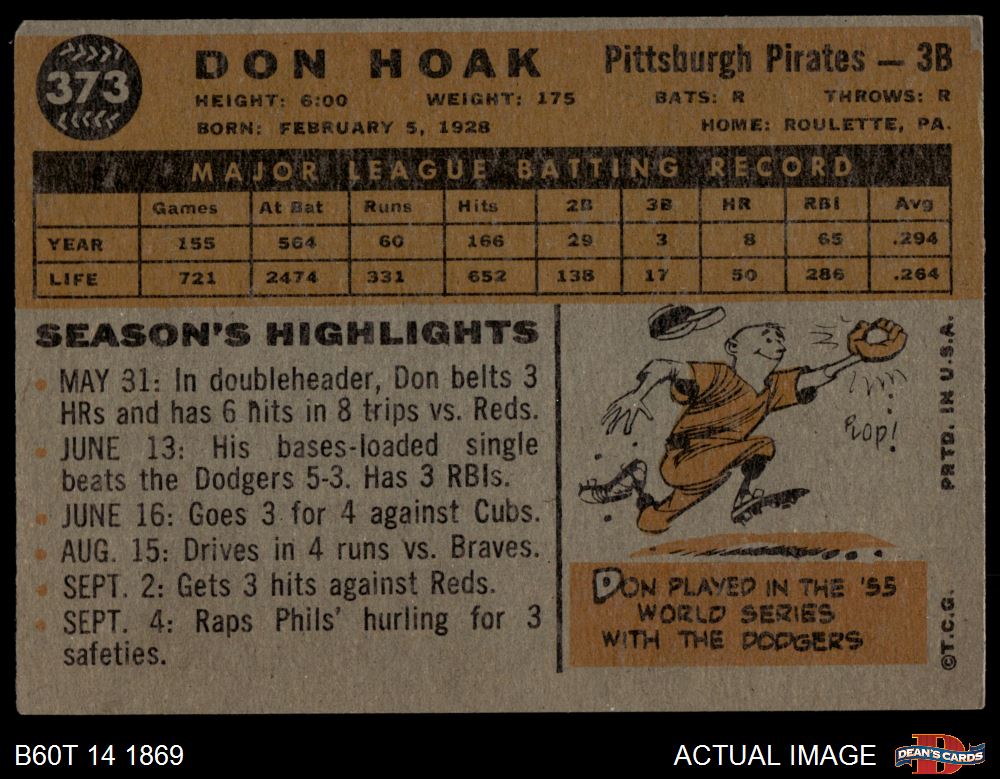 373
DON HOAK
Pittsburgh Pirates — 3B
HEIGHT: 6:00 WEIGHT: 175 BATS: R THROWS: R
BORN: FEBRUARY 5, 1928 HOME: ROULETTE, PA.
MAJOR LEAGUE BATTING RECORD
Games At Bat Runs Hits 2B 3B HR RBI Avg
YEAR 155 564 60 166 29 3 8 65 .294
LIFE 721 2474 331 652 138 17 50 286 .264
SEASON'S HIGHLIGHTS
• MAY 31: In doubleheader, Don belts 3
HRs and has 6 hits in 8 trips vs. Reds.
• JUNE 13: His bases-loaded single
beats the Dodgers 5-3. Has 3 RBIs.
• JUNE 16: Goes 3 for 4 against Cubs.
• AUG. 15: Drives in 4 runs vs. Braves.
• SEPT. 2: Gets 3 hits against Reds.
• SEPT. 4: Raps Phils' hurling for 3
safeties.
Plop!
DON PLAYED IN THE '55
WORLD SERIES
WITH THE DODGERS
PRTD. IN U.S.A.
©T.C.G.
B60T 14 1869
ACTUAL IMAGE
DEAN'S CARDS